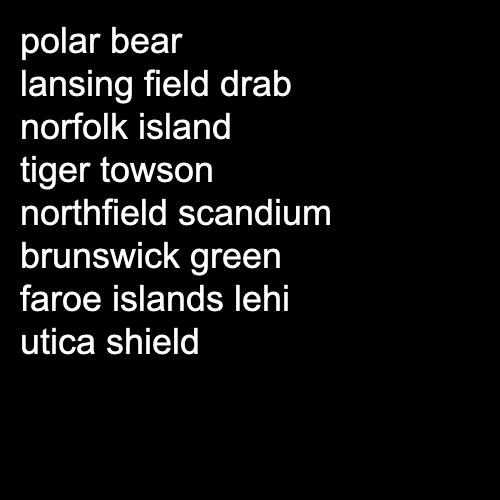 polar bear
lansing field drab
norfolk island
tiger towson
northfield scandium
brunswick green
faroe islands lehi
utica shield